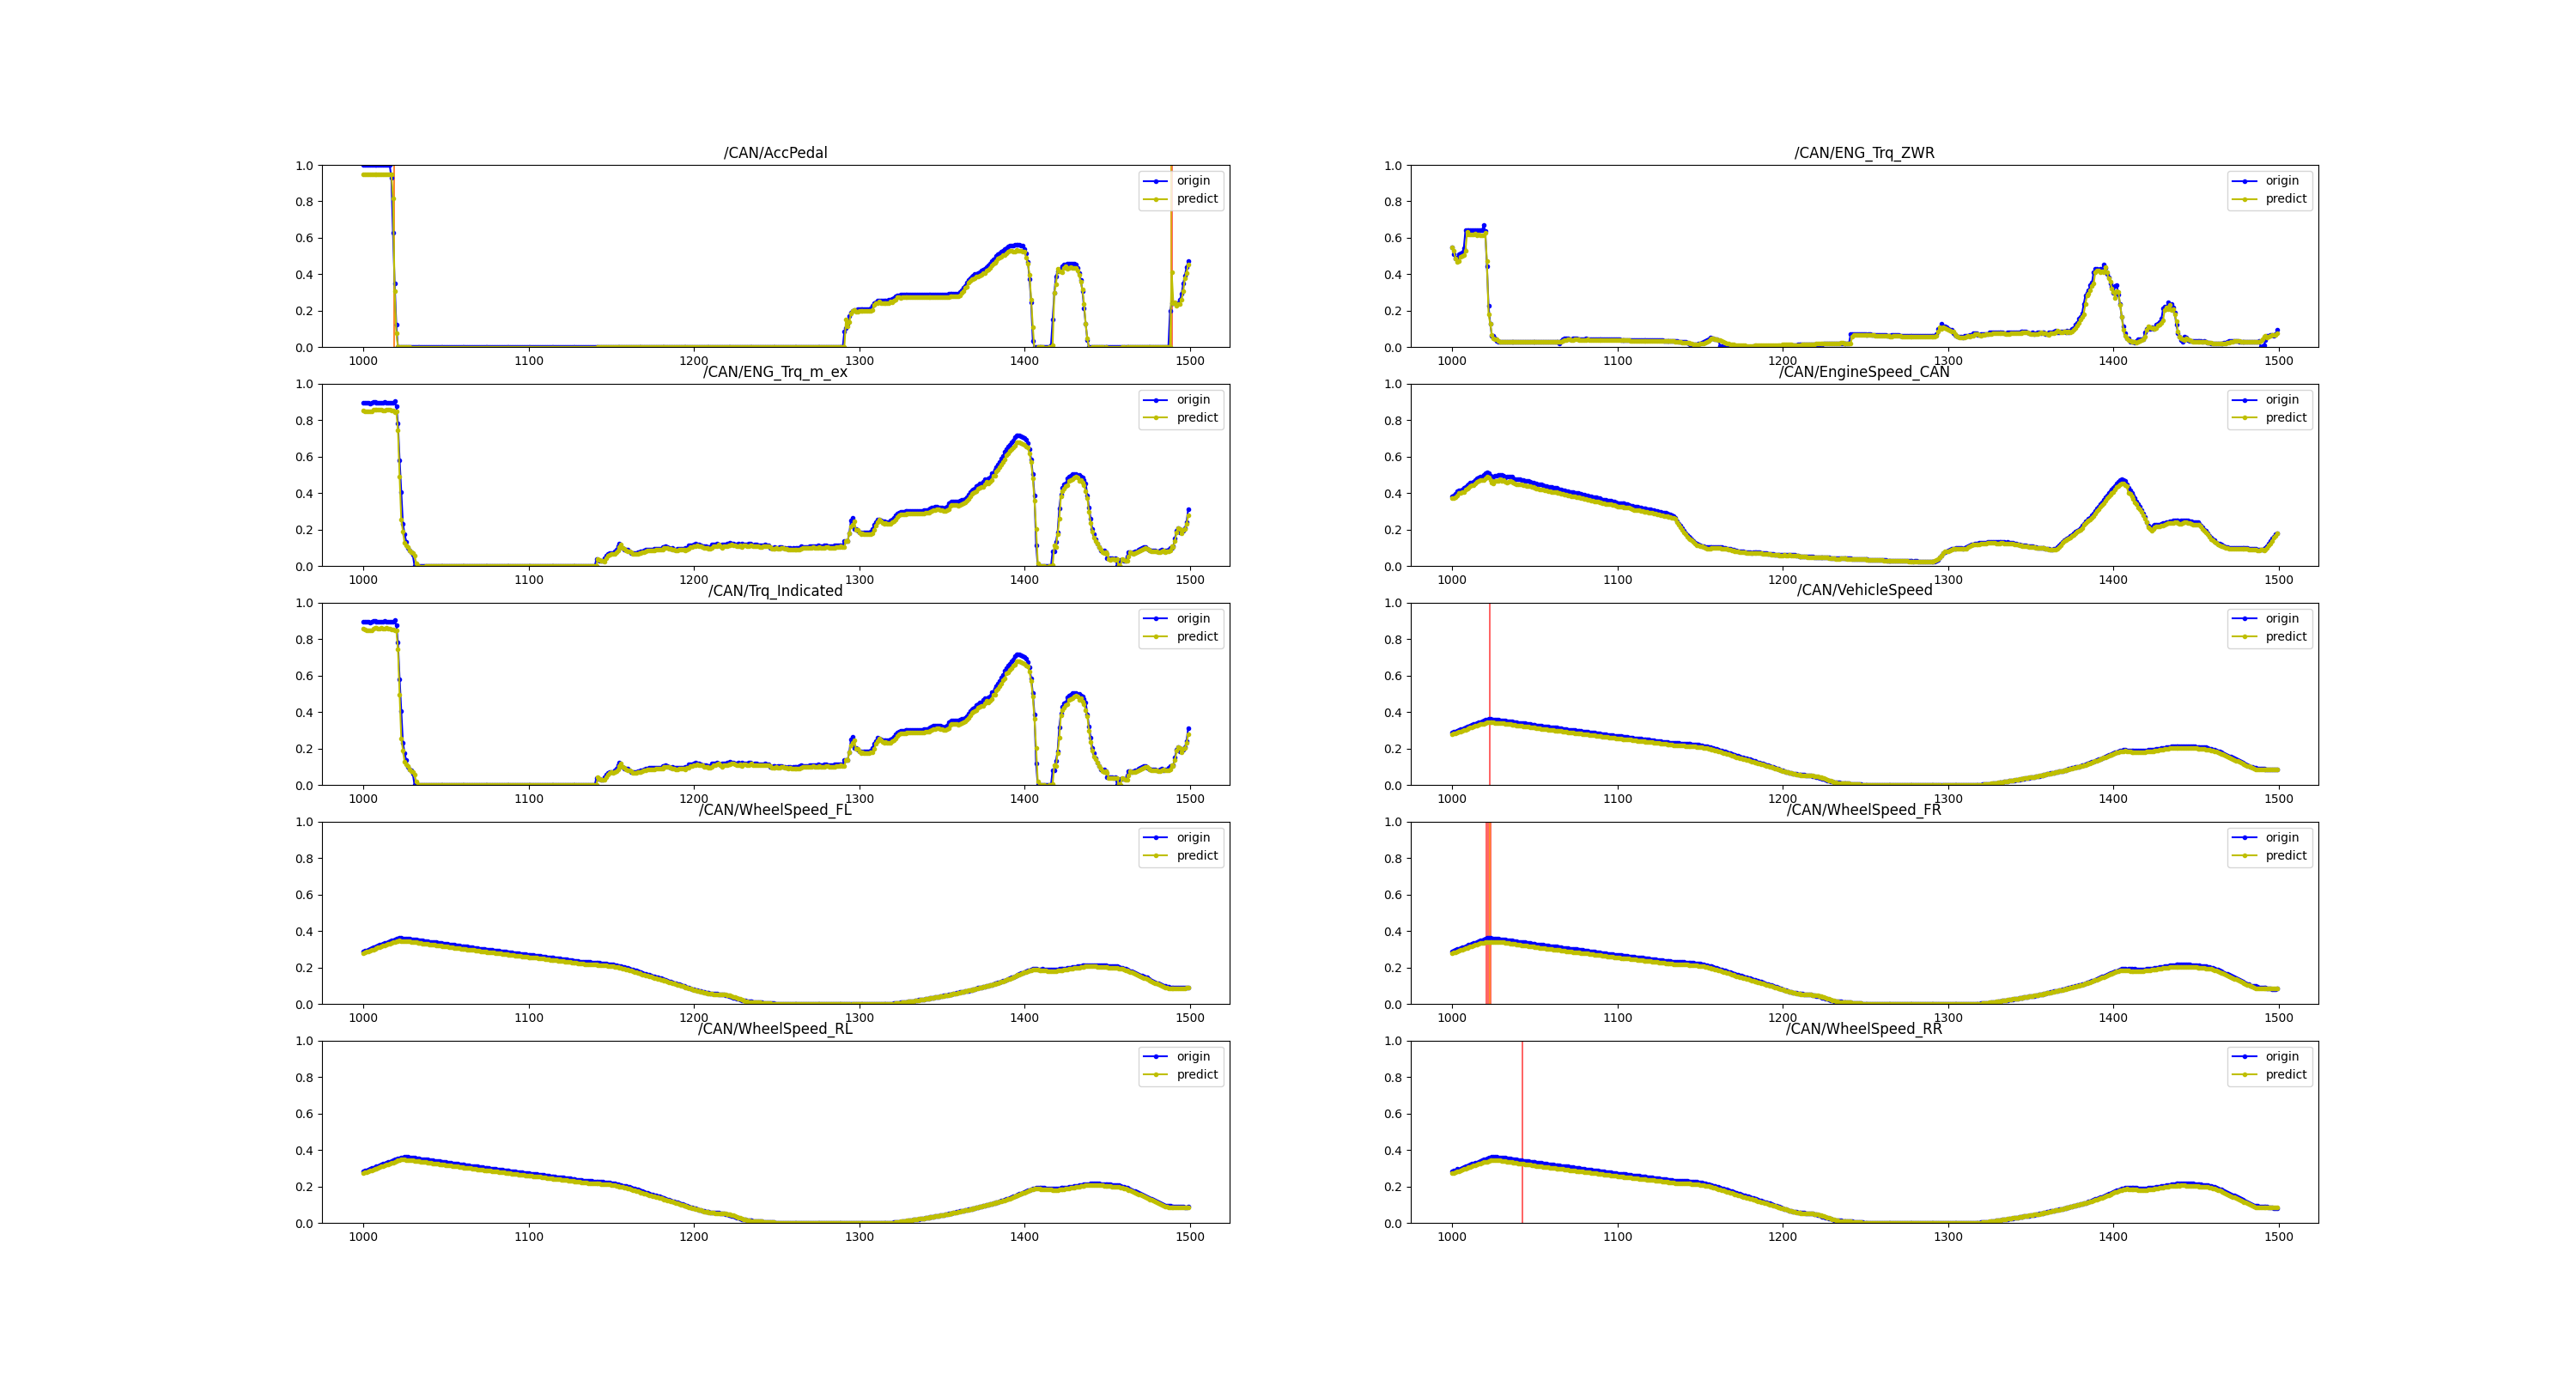 /CAN/AccPedal
1.0
0.8
0.6
0.4
0.2
0.0
1000 1100 1200 1300 1400 1500
origin
predict
/CAN/ENG_Trq_ZWR
1.0
0.8
0.6
0.4
0.2
0.0
1000 1100 1200 1300 1400 1500
origin
predict
/CAN/ENG_Trq_m_ex
1.0
0.8
0.6
0.4
0.2
0.0
1000 1100 1200 1300 1400 1500
origin
predict
/CAN/EngineSpeed_CAN
1.0
0.8
0.6
0.4
0.2
0.0
1000 1100 1200 1300 1400 1500
origin
predict
/CAN/Trq_Indicated
1.0
0.8
0.6
0.4
0.2
0.0
1000 1100 1200 1300 1400 1500
origin
predict
/CAN/VehicleSpeed
1.0
0.8
0.6
0.4
0.2
0.0
1000 1100 1200 1300 1400 1500
origin
predict
/CAN/WheelSpeed_FL
1.0
0.8
0.6
0.4
0.2
0.0
1000 1100 1200 1300 1400 1500
origin
predict
/CAN/WheelSpeed_FR
1.0
0.8
0.6
0.4
0.2
0.0
1000 1100 1200 1300 1400 1500
origin
predict
/CAN/WheelSpeed_RL
1.0
0.8
0.6
0.4
0.2
0.0
1000 1100 1200 1300 1400 1500
origin
predict
/CAN/WheelSpeed_RR
1.0
0.8
0.6
0.4
0.2
0.0
1000 1100 1200 1300 1400 1500
origin
predict